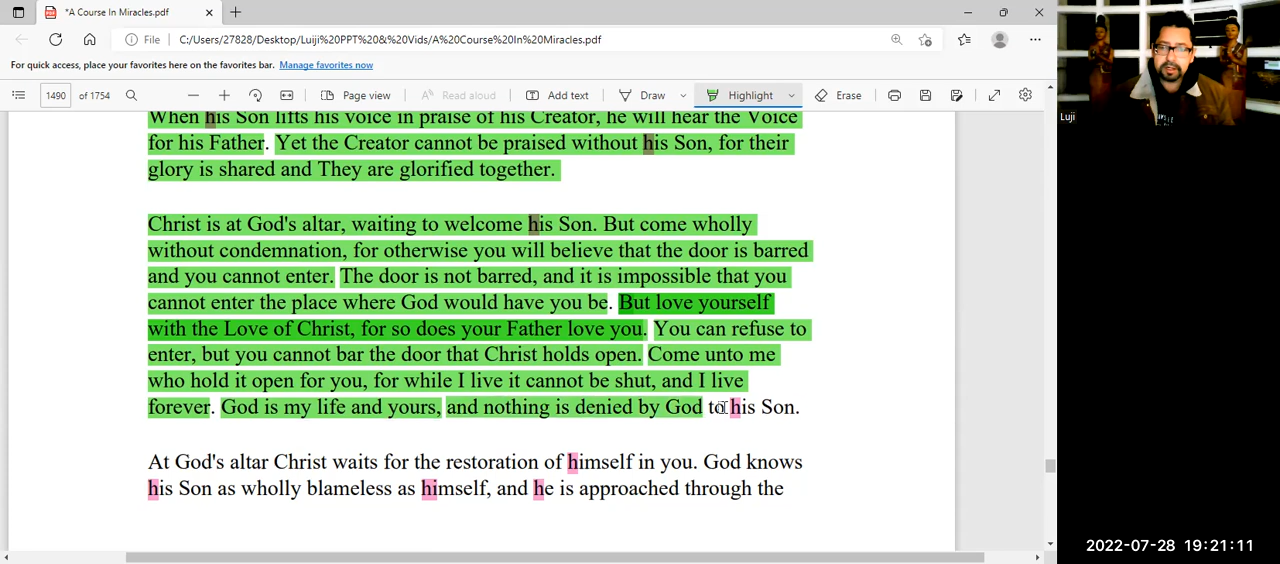 *A Course In Miracles.pdf
File C:/Users/27828/Desktop/Luiji%20PPT%20&%20Vids/A%20Course%20In%20Miracles.pdf
For quick access, place your favorites here on the favorites bar. Manage favorites now
1490 of 1754 Page view Read aloud Add text Draw Highlight Erase
When his Son lifts his voice in praise of his Creator, he will hear the Voice
for his Father. Yet the Creator cannot be praised without his Son, for their
glory is shared and They are glorified together.
Christ is at God's altar, waiting to welcome his Son. But come wholly
without condemnation, for otherwise you will believe that the door is barred
and you cannot enter. The door is not barred, and it is impossible that you
cannot enter the place where God would have you be. But love yourself
with the Love of Christ, for so does your Father love you. You can refuse to
enter, but you cannot bar the door that Christ holds open. Come unto me
who hold it open for you, for while I live it cannot be shut, and I live
forever. God is my life and yours, and nothing is denied by God to his Son.
At God's altar Christ waits for the restoration of himself in you. God knows
his Son as wholly blameless as himself, and he is approached through the
Luji
2022-07-28 19:21:11